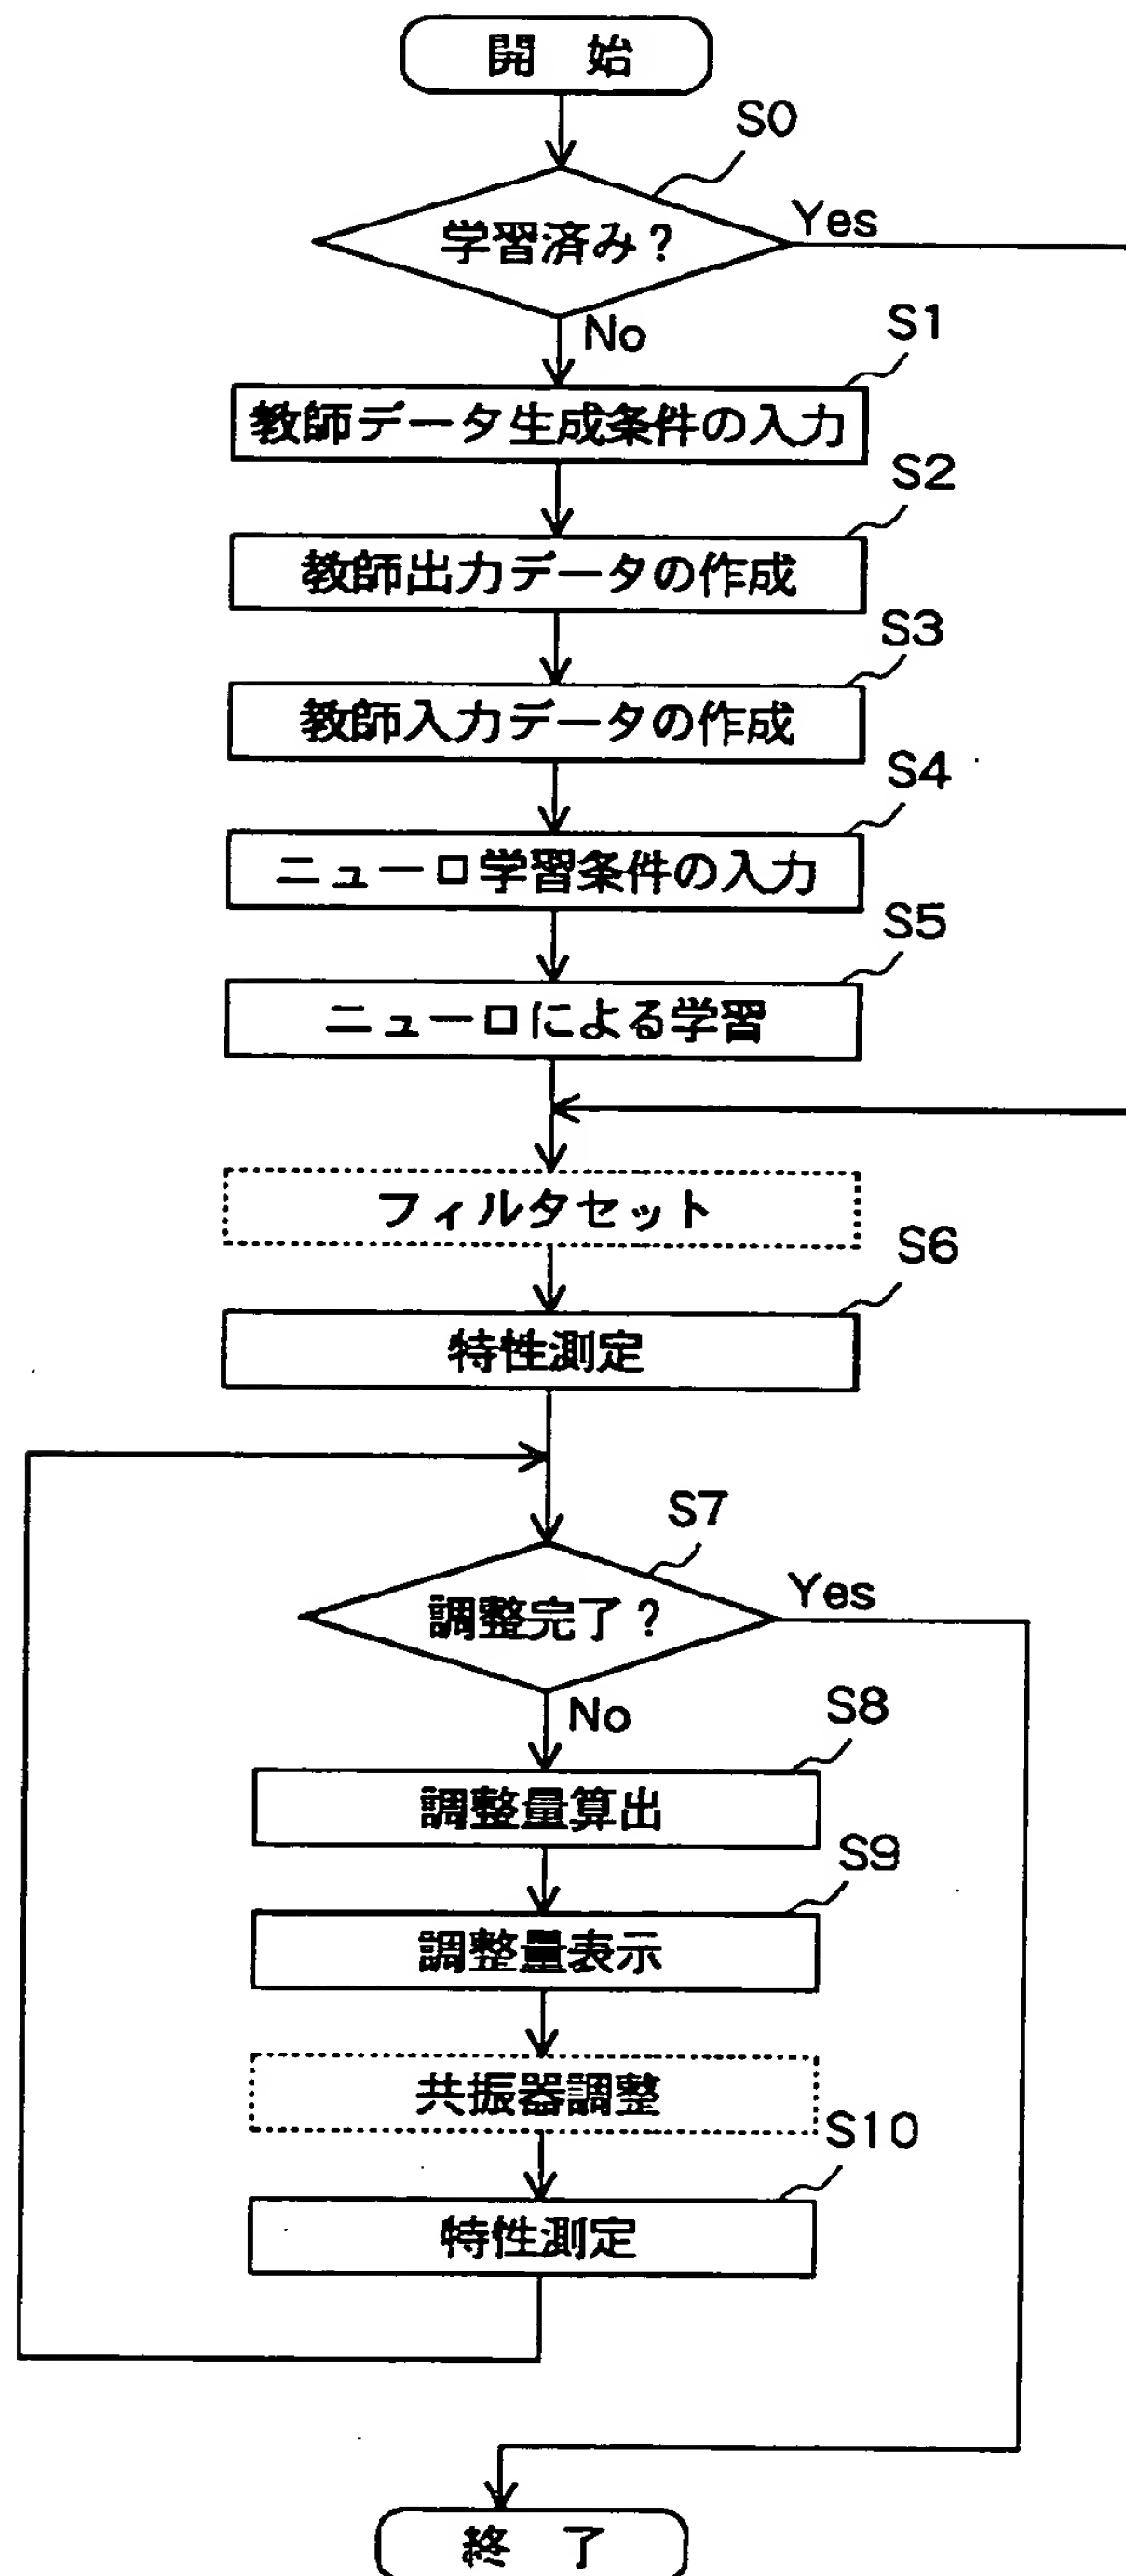 開 始
S0
学習済み?
Yes
No
S1
教師データ生成条件の入力
S2
教師出力データの作成
S3
教師入力データの作成
S4
ニューロ学習条件の入力
S5
ニューロによる学習
フィルタセット
S6
特性測定
S7
調整完了?
Yes
No
S8
調整量算出
S9
調整量表示
共振器調整
S10
特性測定
終 了